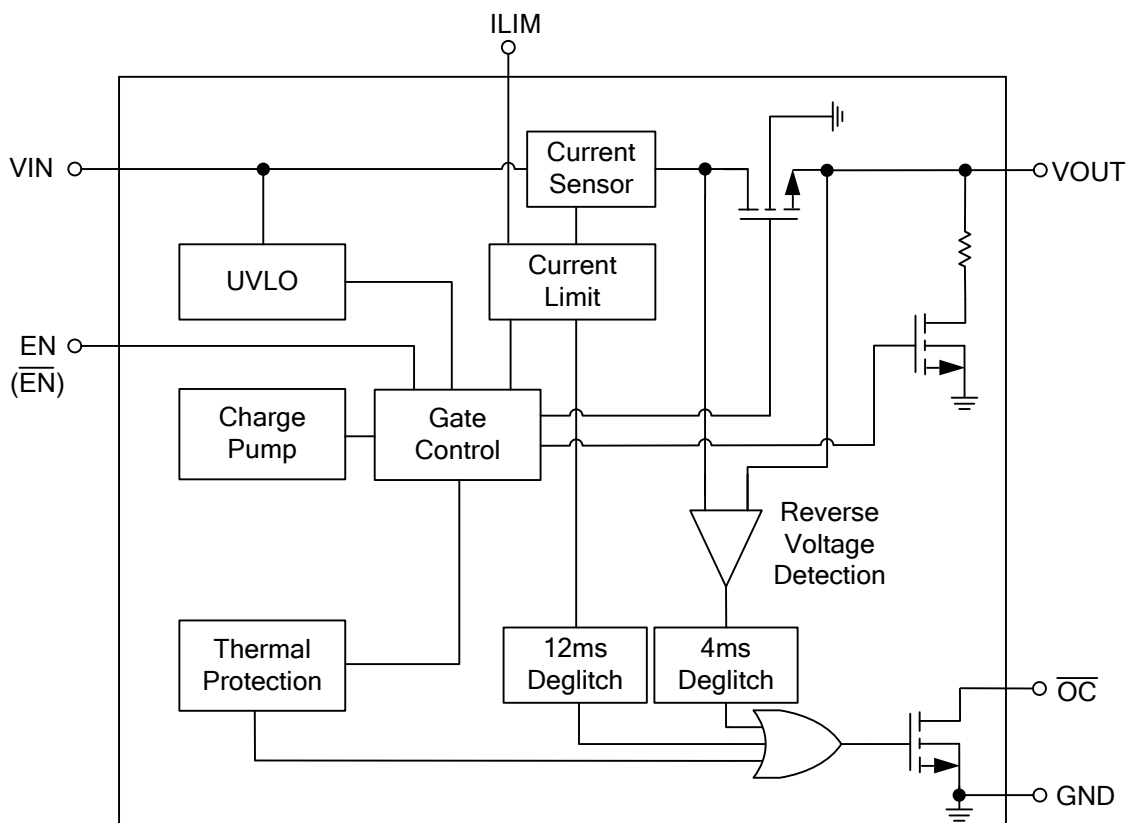 ILIM
VIN
Current
Sensor
VOUT
UVLO
Current
Limit
EN
(EN)
Charge
Pump
Gate
Control
Reverse
Voltage
Detection
Thermal
Protection
12ms
Deglitch
4ms
Deglitch
OC
GND